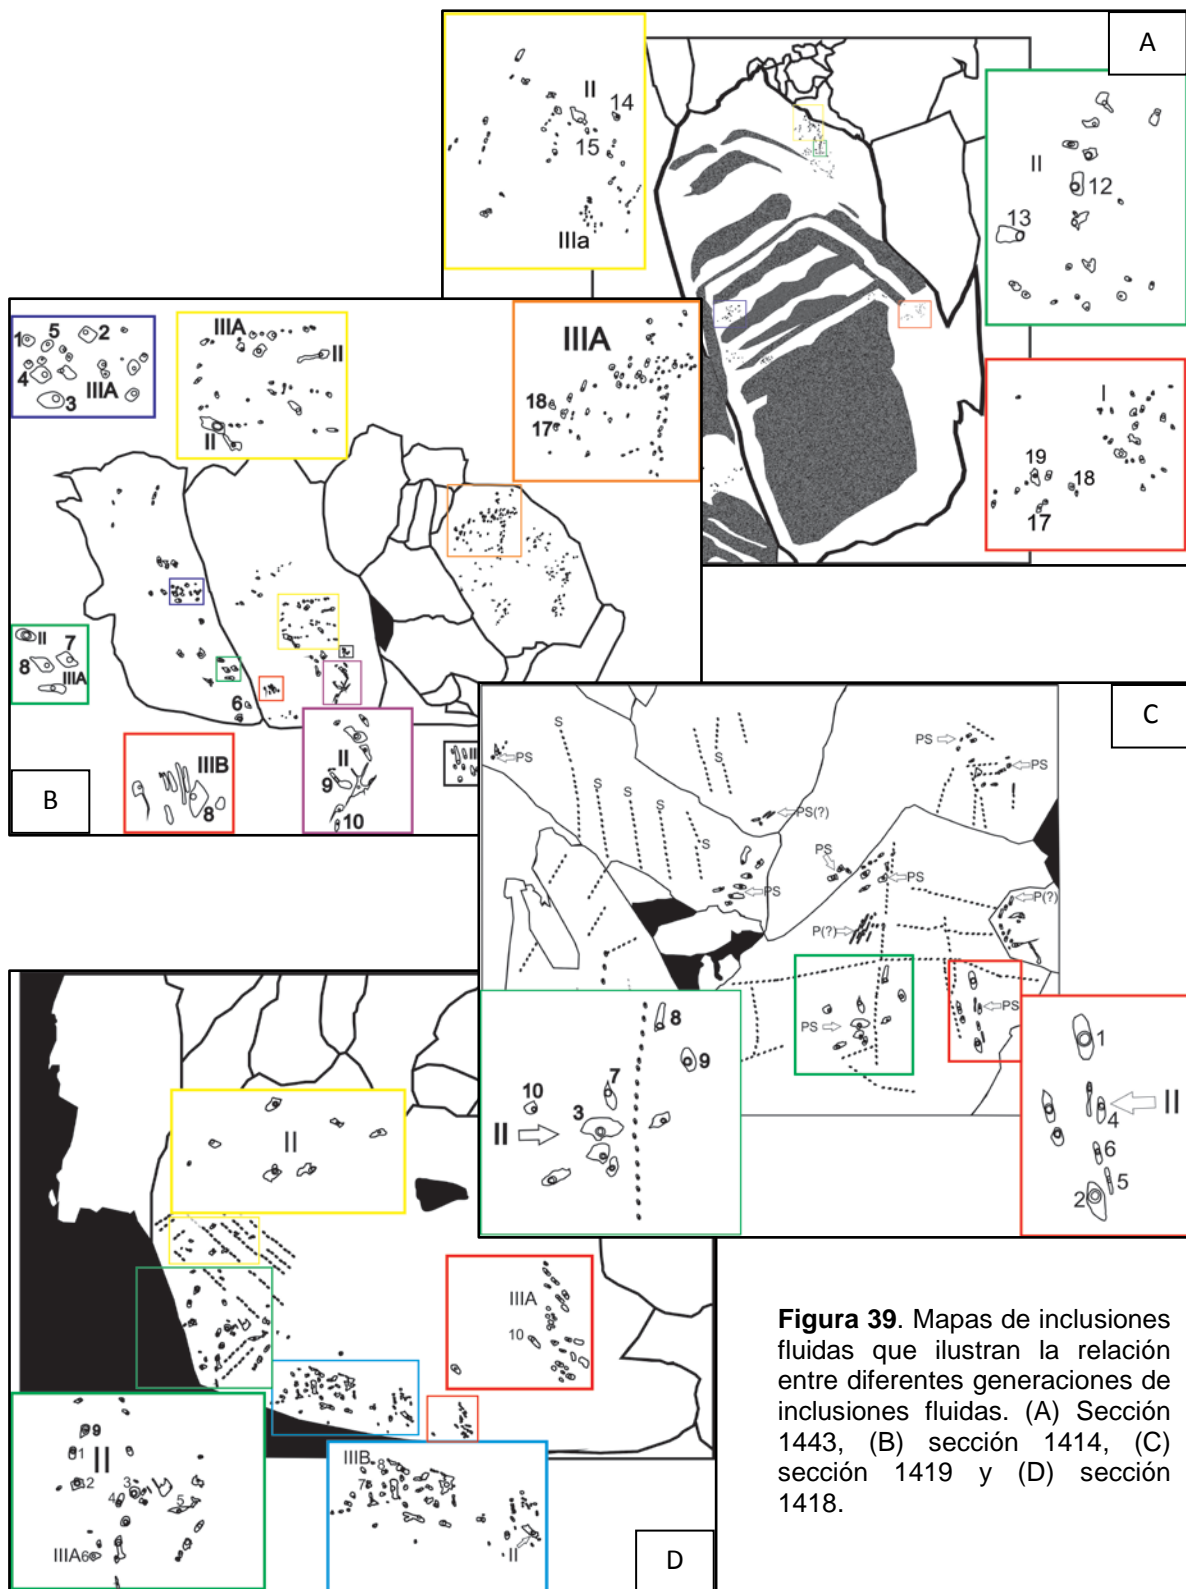 A
II
14
15
IIIa
II
12
13
I
19
18
17
1
5
2
4
IIIA
3
IIIA
II
II
IIIA
18
17
II
7
8
IIIA
6
IIIB
8
II
9
10
B
C
PS
S
S
S
S
S
S
PS
PS
PS(?)
PS
PS
PS
P(?)
P(?)
PS
PS
8
9
7
10
3
II
1
II
4
6
5
2
II
IIIA
10
9
1
II
2
3
4
5
IIIA
6
IIIB
8
7
II
D
Figura 39. Mapas de inclusiones
fluidas que ilustran la relación
entre diferentes generaciones de
inclusiones fluidas. (A) Sección
1443, (B) sección 1414, (C)
sección 1419 y (D) sección
1418.